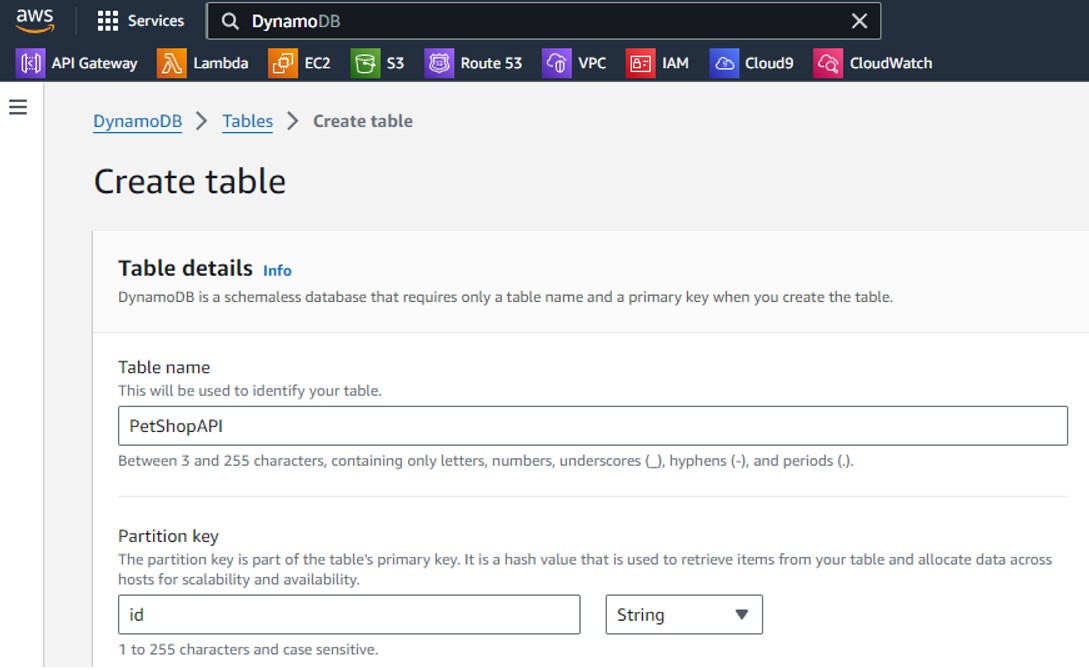 aws
Services
DynamoDB
API Gateway Lambda EC2 S3 Route 53 VPC IAM Cloud9 CloudWatch
DynamoDB > Tables > Create table
Create table
Table details Info
DynamoDB is a schemaless database that requires only a table name and a primary key when you create the table.
Table name
This will be used to identify your table.
PetShopAPI
Between 3 and 255 characters, containing only letters, numbers, underscores (_), hyphens (-), and periods (.).
Partition key
The partition key is part of the table's primary key. It is a hash value that is used to retrieve items from your table and allocate data across
hosts for scalability and availability.
id String
1 to 255 characters and case sensitive.